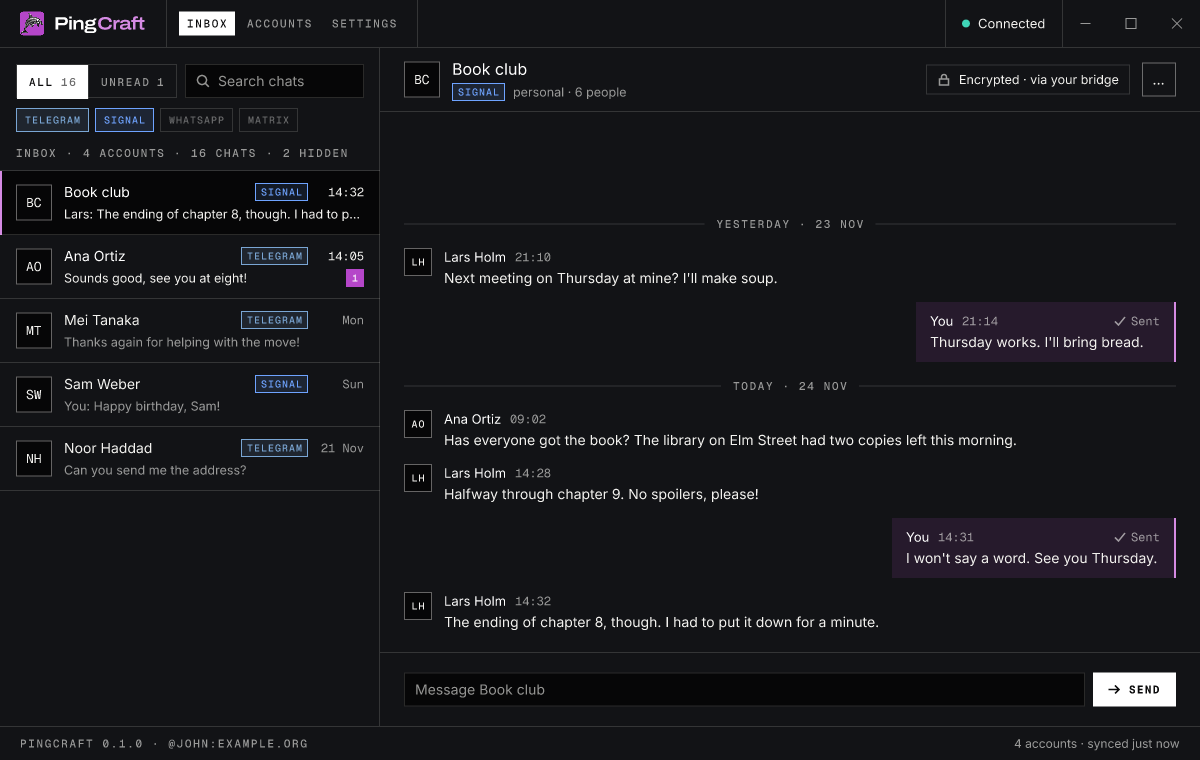 PingCraft INBOX ACCOUNTS SETTINGS Connected
ALL 16 UNREAD 1 Search chats
TELEGRAM SIGNAL WHATSAPP MATRIX
INBOX · 4 ACCOUNTS · 16 CHATS · 2 HIDDEN
BC Book club SIGNAL 14:32
Lars: The ending of chapter 8, though. I had to p...
AO Ana Ortiz TELEGRAM 14:05
Sounds good, see you at eight! 1
MT Mei Tanaka TELEGRAM Mon
Thanks again for helping with the move!
SW Sam Weber SIGNAL Sun
You: Happy birthday, Sam!
NH Noor Haddad TELEGRAM 21 Nov
Can you send me the address?
BC Book club
SIGNAL personal · 6 people
Encrypted · via your bridge ...
YESTERDAY · 23 NOV
LH Lars Holm 21:10
Next meeting on Thursday at mine? I'll make soup.
You 21:14 Sent
Thursday works. I'll bring bread.
TODAY · 24 NOV
AO Ana Ortiz 09:02
Has everyone got the book? The library on Elm Street had two copies left this morning.
LH Lars Holm 14:28
Halfway through chapter 9. No spoilers, please!
You 14:31 Sent
I won't say a word. See you Thursday.
LH Lars Holm 14:32
The ending of chapter 8, though. I had to put it down for a minute.
Message Book club SEND
PINGCRAFT 0.1.0 · @JOHN:EXAMPLE.ORG 4 accounts · synced just now